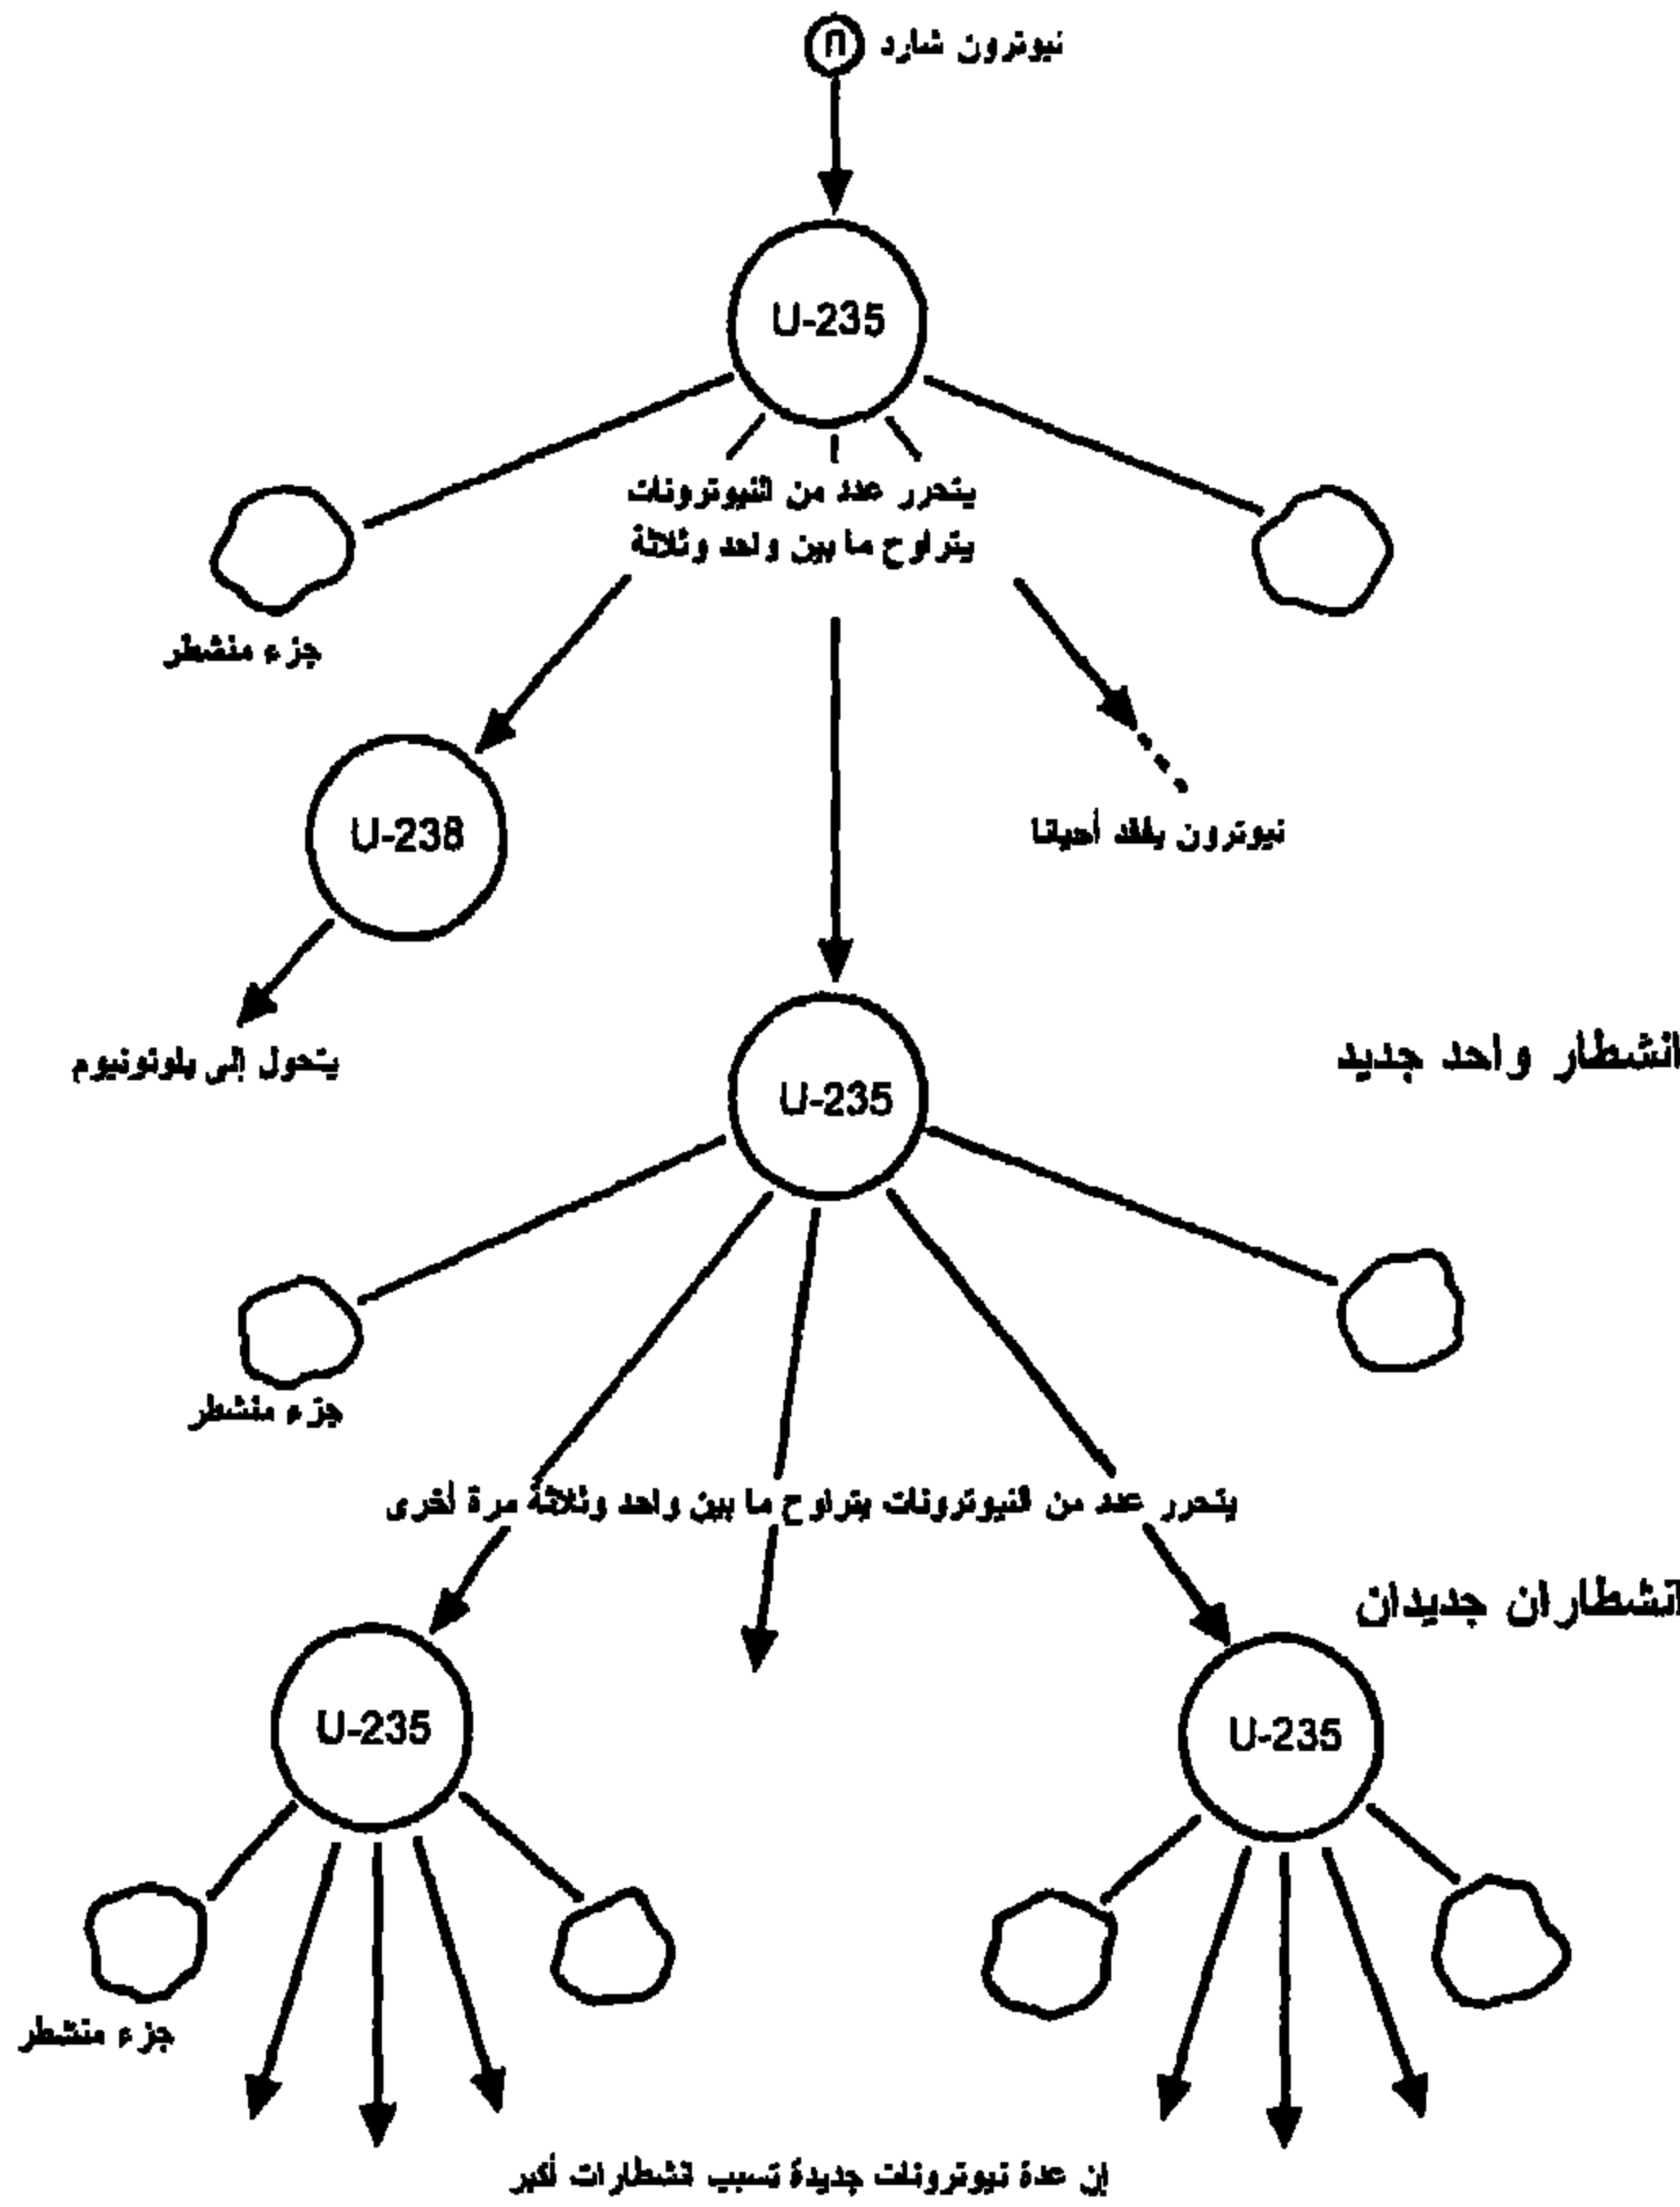 n نيوترون شارد
U-235
يتحرر عدد من النيوترونات
يتراوح ما بين واحد وثلاثة
جزء منشطر
U-238
نيوترون يفقد أحيانا
يتحول إلى بلوتونيوم
انشطار واحد جديد
U-235
جزء منشطر
يتحرر عدد من النيوترونات يتراوح ما بين واحد وثلاثة مرة أخرى
انشطاران جديدان
U-235
U-235
جزء منشطر
إن عدة نيوترونات جديدة تسبب انشطارات أكبر